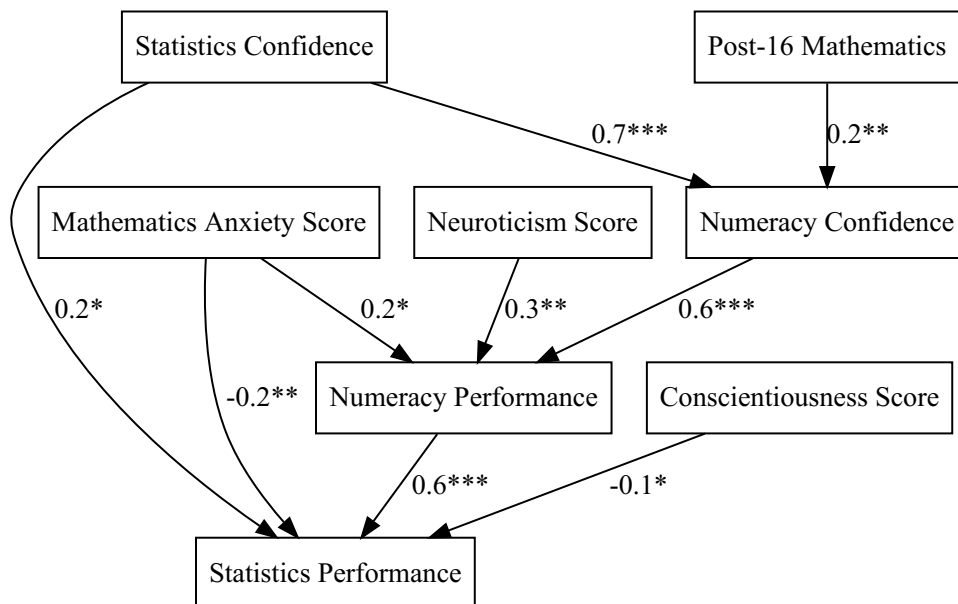 Statistics Confidence
Post-16 Mathematics
0.7***
0.2**
Mathematics Anxiety Score
Neuroticism Score
Numeracy Confidence
0.2*
0.2*
0.3**
0.6***
-0.2**
Numeracy Performance
Conscientiousness Score
0.6***
-0.1*
Statistics Performance